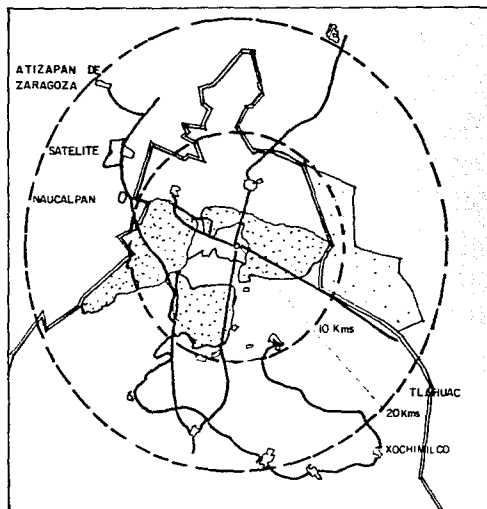 ATIZAPAN DE
ZARAGOZA
SATELITE
NAUCALPAN
10 Kms
TLAHUAC
20 Kms
XOCHIMILCO